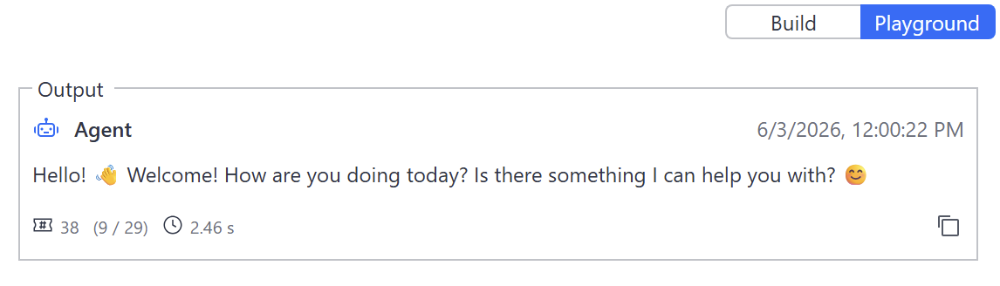 Build Playground
Output
Agent 6/3/2026, 12:00:22 PM
Hello! 👋 Welcome! How are you doing today? Is there something I can help you with? 😊
# 38 (9 / 29) 2.46 s